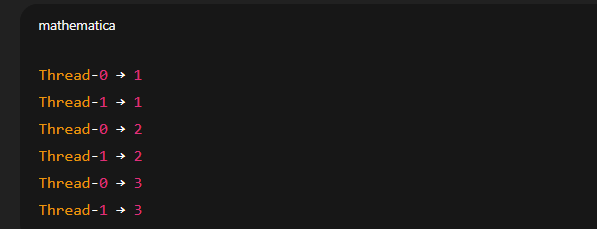 mathematica
Thread-0 → 1
Thread-1 → 1
Thread-0 → 2
Thread-1 → 2
Thread-0 → 3
Thread-1 → 3